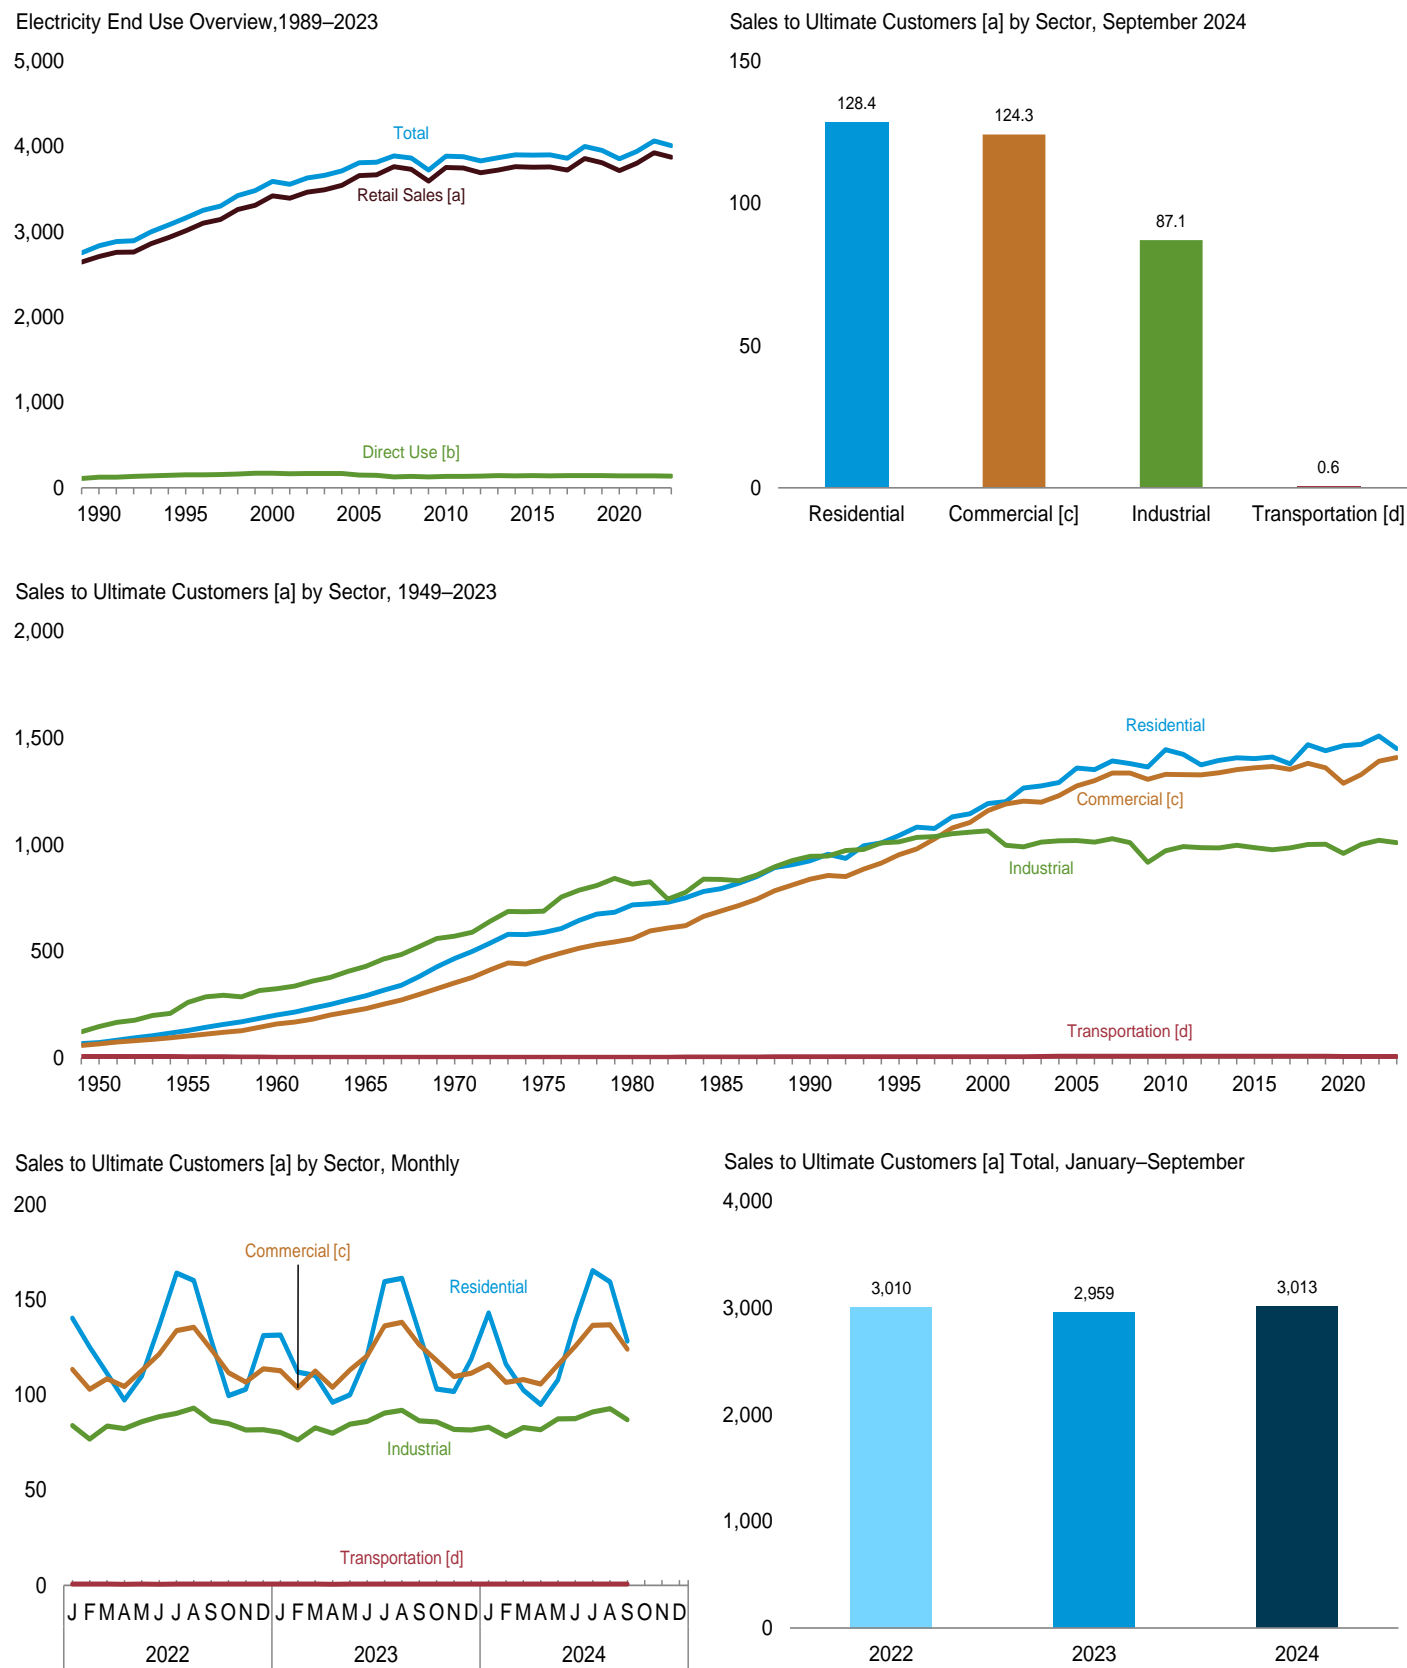 Electricity End Use Overview,1989–2023
5,000
4,000
3,000
2,000
1,000
0
Total
Retail Sales [a]
Direct Use [b]
1990 1995 2000 2005 2010 2015 2020
Sales to Ultimate Customers [a] by Sector, September 2024
150
100
50
0
128.4
124.3
87.1
0.6
Residential Commercial [c] Industrial Transportation [d]
Sales to Ultimate Customers [a] by Sector, 1949–2023
2,000
1,500
1,000
500
0
Residential
Commercial [c]
Industrial
Transportation [d]
1950 1955 1960 1965 1970 1975 1980 1985 1990 1995 2000 2005 2010 2015 2020
Sales to Ultimate Customers [a] by Sector, Monthly
200
150
100
50
0
Commercial [c]
Residential
Industrial
Transportation [d]
J F M A M J J A S O N D J F M A M J J A S O N D J F M A M J J A S O N D
2022 2023 2024
Sales to Ultimate Customers [a] Total, January–September
4,000
3,000
2,000
1,000
0
3,010
2,959
3,013
2022 2023 2024